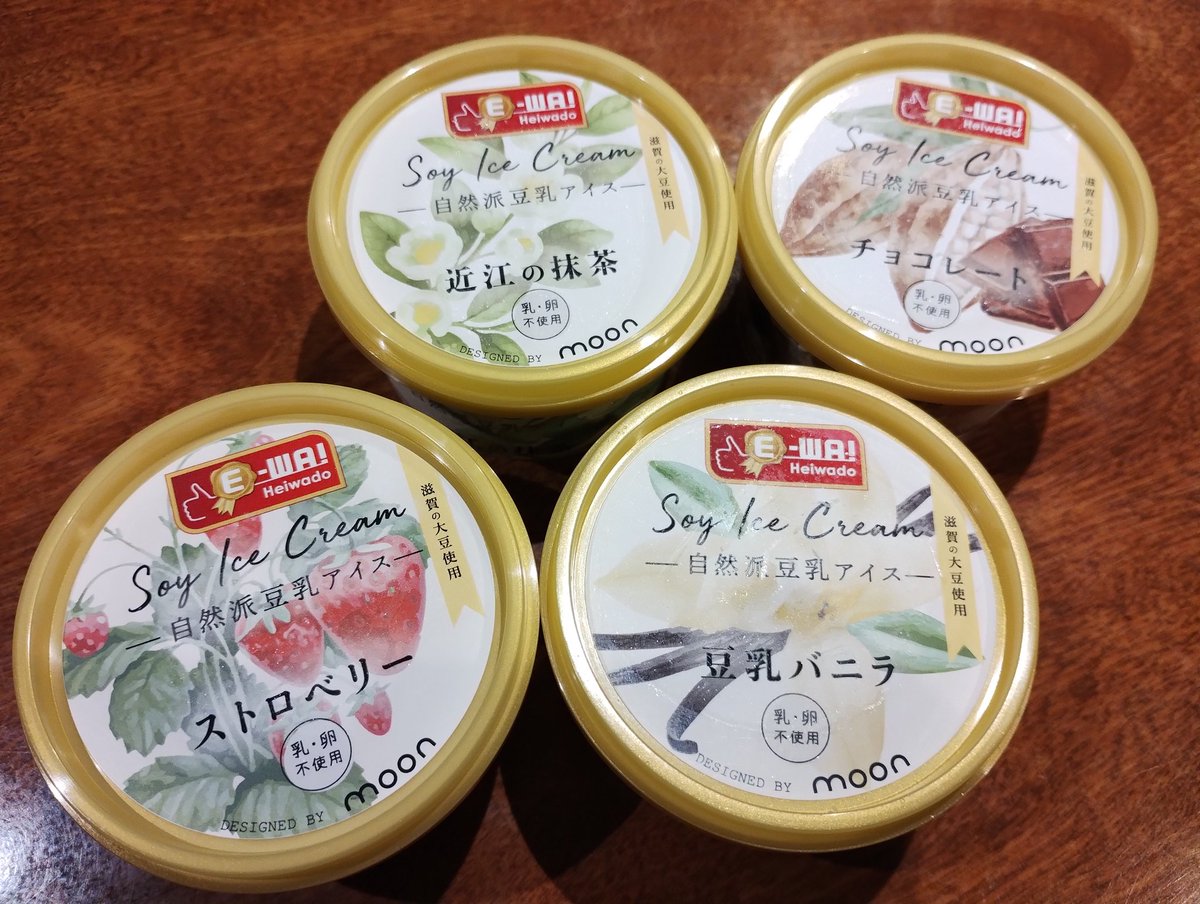 E-WA!
Heiwado
Soy Ice Cream
自然派豆乳アイス
滋賀の大豆使用
近江の抹茶
乳・卵
不使用
DESIGNED BY moon
E-WA!
Heiwado
Soy Ice Cream
自然派豆乳アイス
滋賀の大豆使用
チョコレート
乳・卵
不使用
DESIGNED BY moon
E-WA!
Heiwado
Soy Ice Cream
自然派豆乳アイス
滋賀の大豆使用
ストロベリー
乳・卵
不使用
DESIGNED BY moon
E-WA!
Heiwado
Soy Ice Cream
自然派豆乳アイス
滋賀の大豆使用
豆乳バニラ
乳・卵
不使用
DESIGNED BY moon